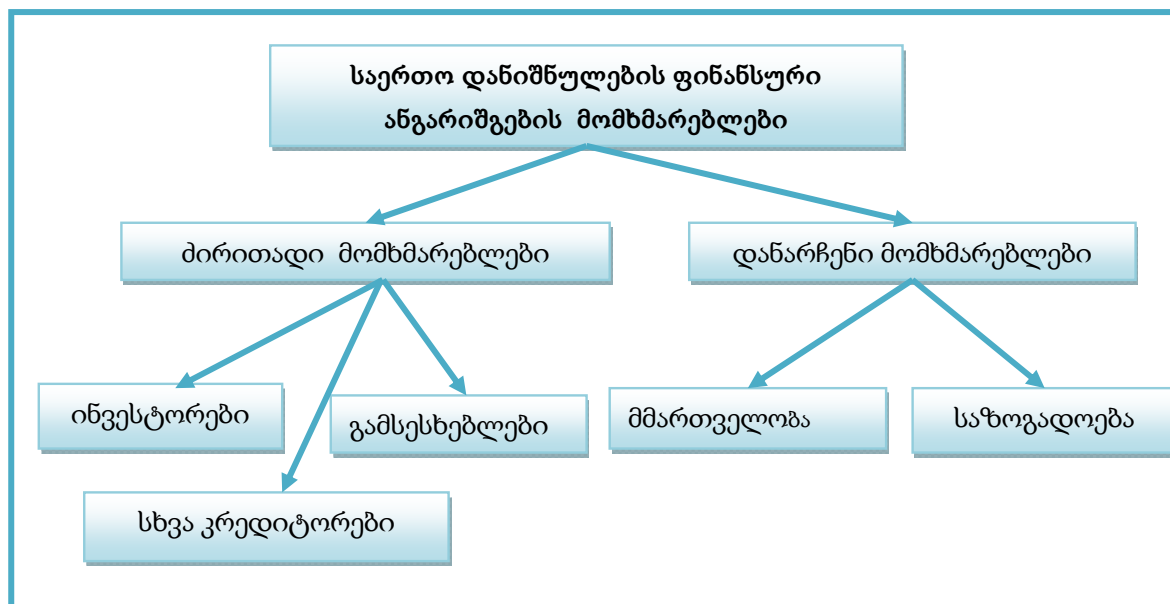 საერთო დანიშნულების ფინანსური
ანგარიშგების მომხმარებლები
ძირითადი მომხმარებლები
დანარჩენი მომხმარებლები
ინვესტორები
გამსესხებლები
მმართველობა
საზოგადოება
სხვა კრედიტორები